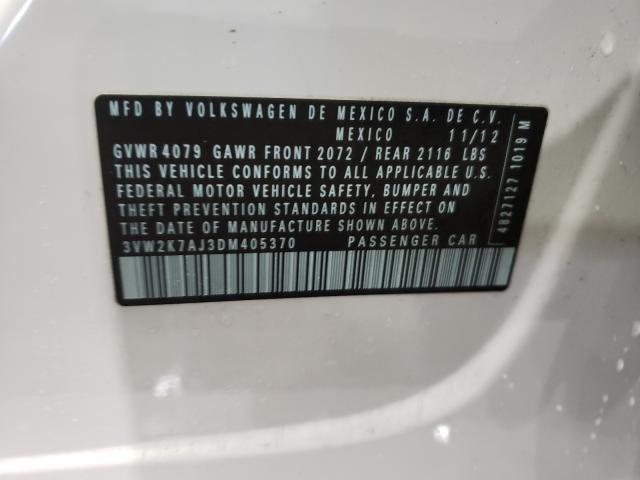 MFD BY VOLKSWAGEN DE MEXICO S.A. DE C.V.
MEXICO 11/12
GVWR 4079 GAWR FRONT 2072 / REAR 2116 LBS
THIS VEHICLE CONFORMS TO ALL APPLICABLE U.S.
FEDERAL MOTOR VEHICLE SAFETY, BUMPER AND
THEFT PREVENTION STANDARDS IN EFFECT ON
THE DATE OF MANUFACTURE SHOWN ABOVE.
3VW2K7AJ3DM405370 PASSENGER CAR
4827127 1019 M